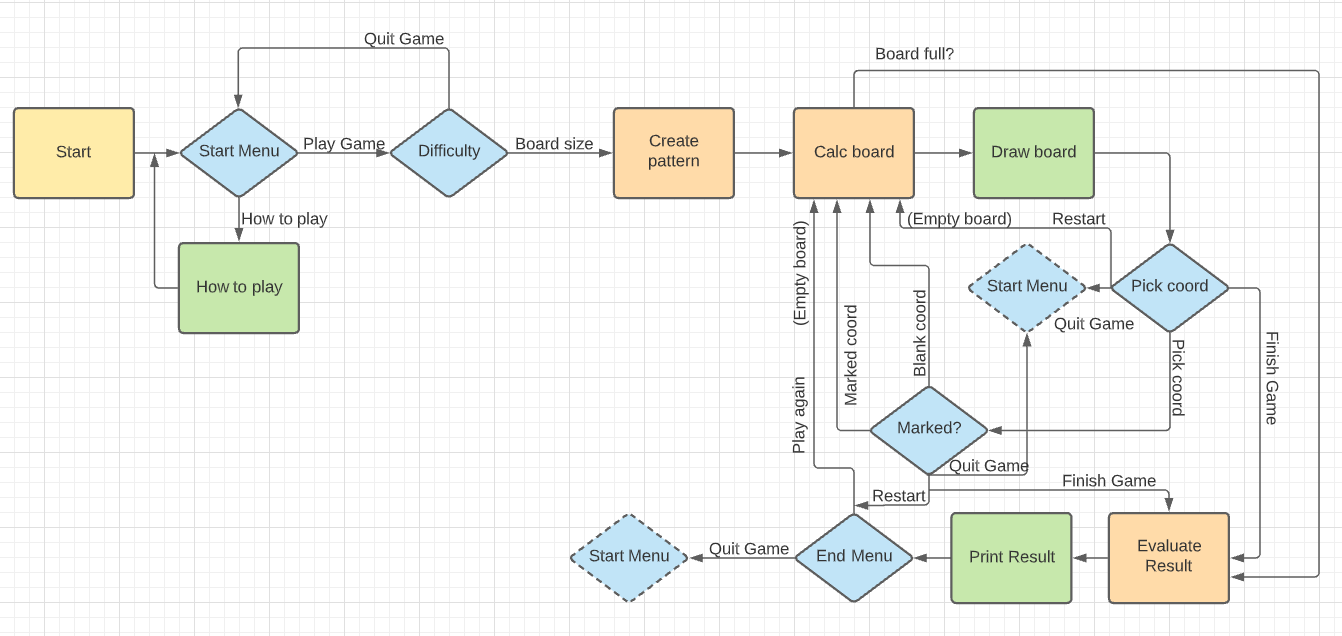 Quit Game
Board full?
Start
Start Menu
Play Game
Difficulty
Board size
Create
pattern
Calc board
Draw board
How to play
How to play
(Empty board)
(Empty board)
Restart
Start Menu
Pick coord
Quit Game
Marked coord
Blank coord
Pick coord
Finish Game
Play again
Marked?
Quit Game
Finish Game
Restart
Start Menu
Quit Game
End Menu
Print Result
Evaluate
Result